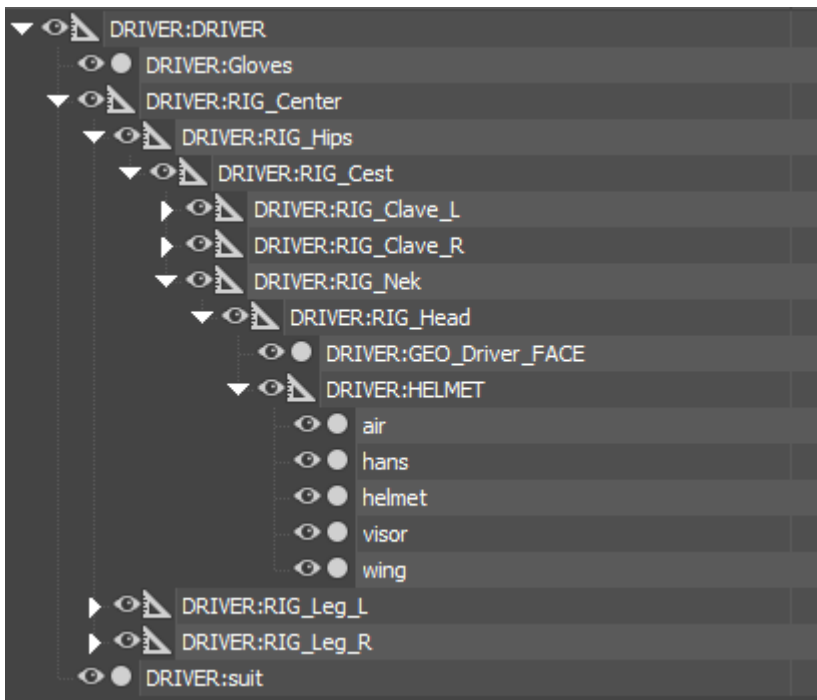 DRIVER:DRIVER
DRIVER:Gloves
DRIVER:RIG_Center
DRIVER:RIG_Hips
DRIVER:RIG_Cest
DRIVER:RIG_Clave_L
DRIVER:RIG_Clave_R
DRIVER:RIG_Nek
DRIVER:RIG_Head
DRIVER:GEO_Driver_FACE
DRIVER:HELMET
air
hans
helmet
visor
wing
DRIVER:RIG_Leg_L
DRIVER:RIG_Leg_R
DRIVER:suit